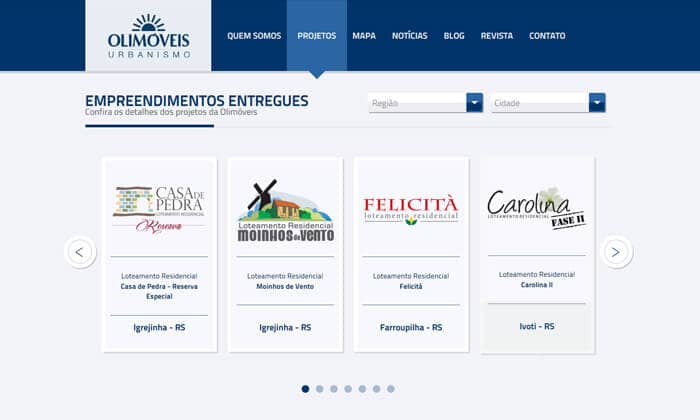 OLIMÓVEIS
URBANISMO
QUEM SOMOS PROJETOS MAPA NOTÍCIAS BLOG REVISTA CONTATO
EMPREENDIMENTOS ENTREGUES
Confira os detalhes dos projetos da Olimóveis
Região
Cidade
CASA DE
PEDRA
LOTEAMENTO RESIDENCIAL
Reserva
Loteamento Residencial
Casa de Pedra - Reserva
Especial
Igrejinha - RS
Loteamento Residencial
MOINHOS de VENTO
Loteamento Residencial
Moinhos de Vento
Igrejinha - RS
FELICITÀ
loteamento residencial
Loteamento Residencial
Felicitá
Farroupilha - RS
Carolina
LOTEAMENTO RESIDENCIAL
FASE II
Loteamento Residencial
Carolina II
Ivoti - RS